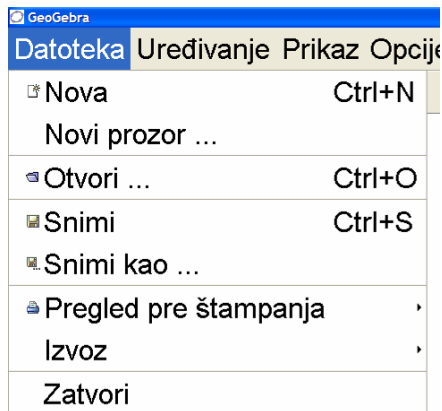 GeoGebra
Datoteka Uređivanje Prikaz Opcije
Nova Ctrl+N
Novi prozor ...
Otvori ... Ctrl+O
Snimi Ctrl+S
Snimi kao ...
Pregled pre štampanja
Izvoz
Zatvori